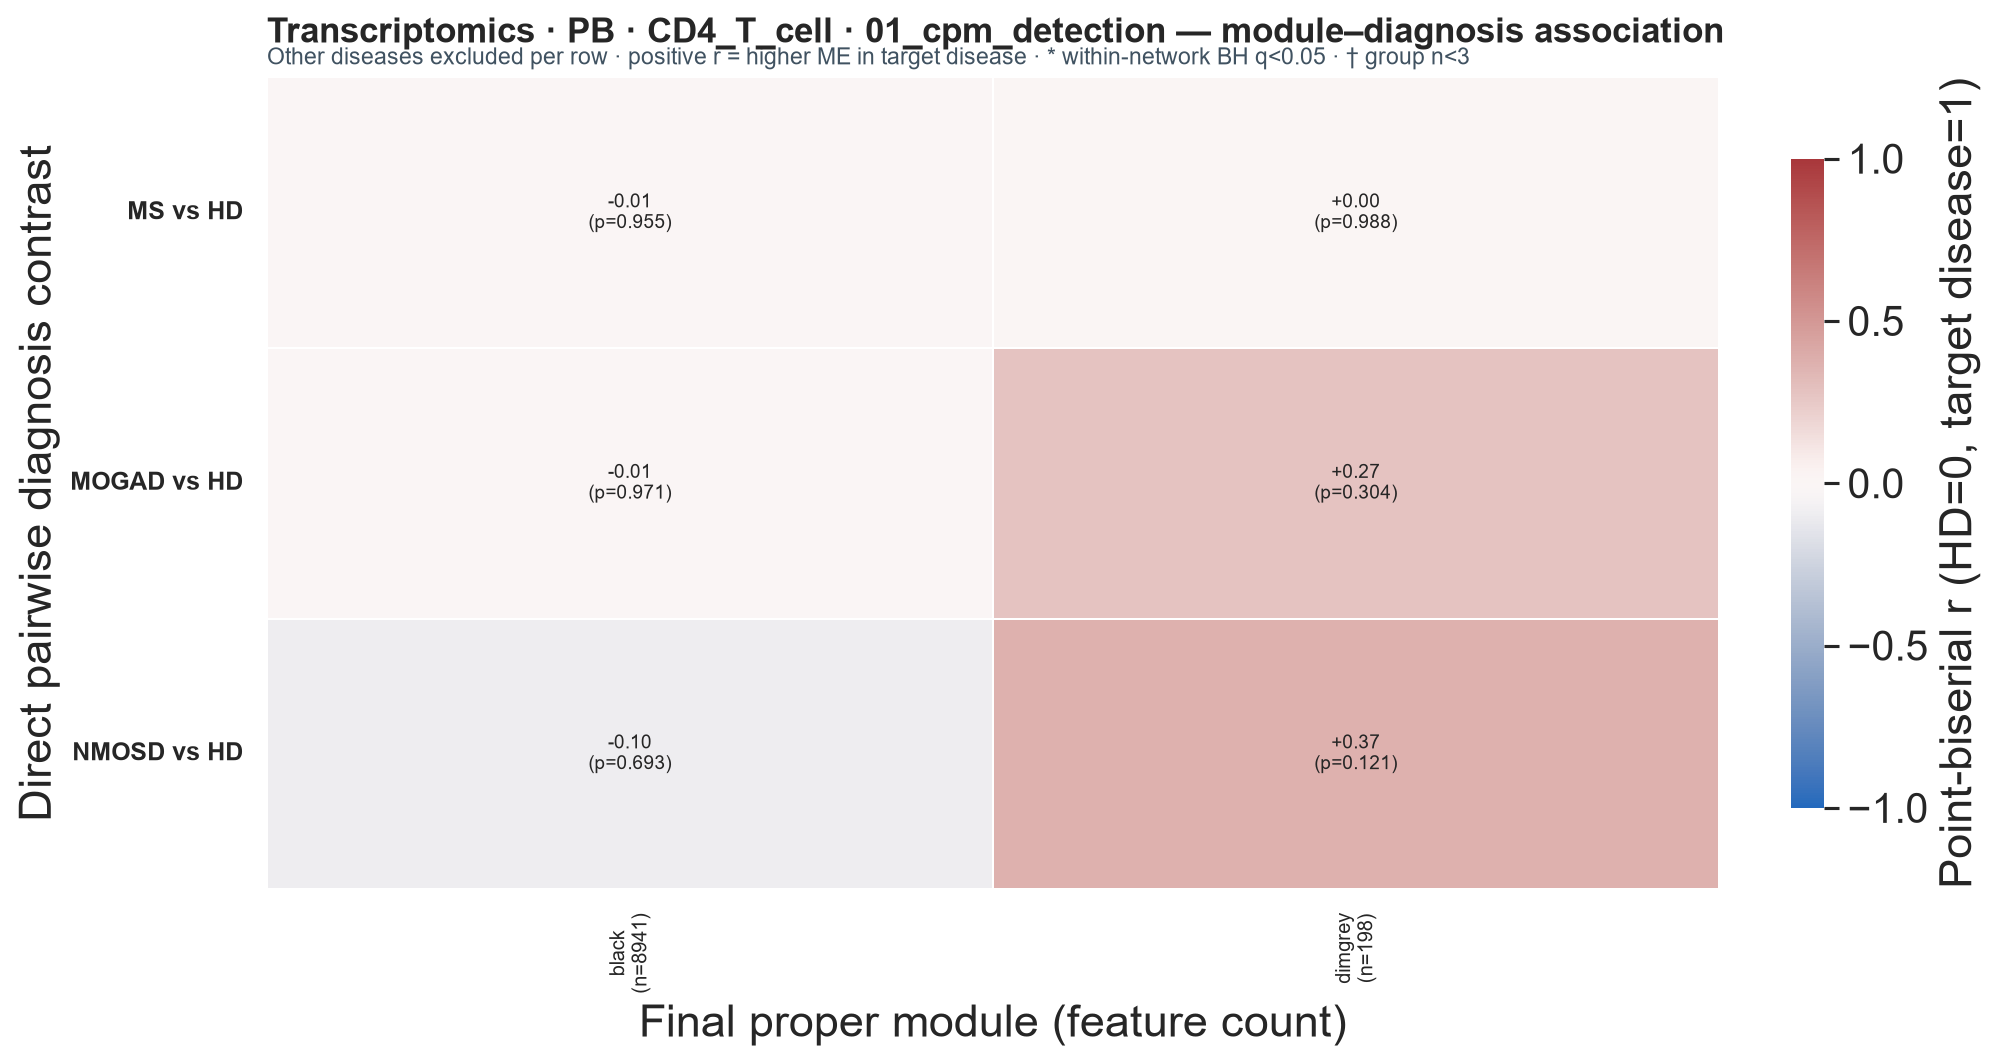 Transcriptomics · PB · CD4_T_cell · 01_cpm_detection — module–diagnosis association
Other diseases excluded per row · positive r = higher ME in target disease · * within-network BH q<0.05 · † group n<3
Direct pairwise diagnosis contrast
MS vs HD
-0.01
(p=0.955)
+0.00
(p=0.988)
MOGAD vs HD
-0.01
(p=0.971)
+0.27
(p=0.304)
NMOSD vs HD
-0.10
(p=0.693)
+0.37
(p=0.121)
black
(n=8941)
dimgrey
(n=198)
Final proper module (feature count)
1.0
0.5
0.0
−0.5
−1.0
Point-biserial r (HD=0, target disease=1)